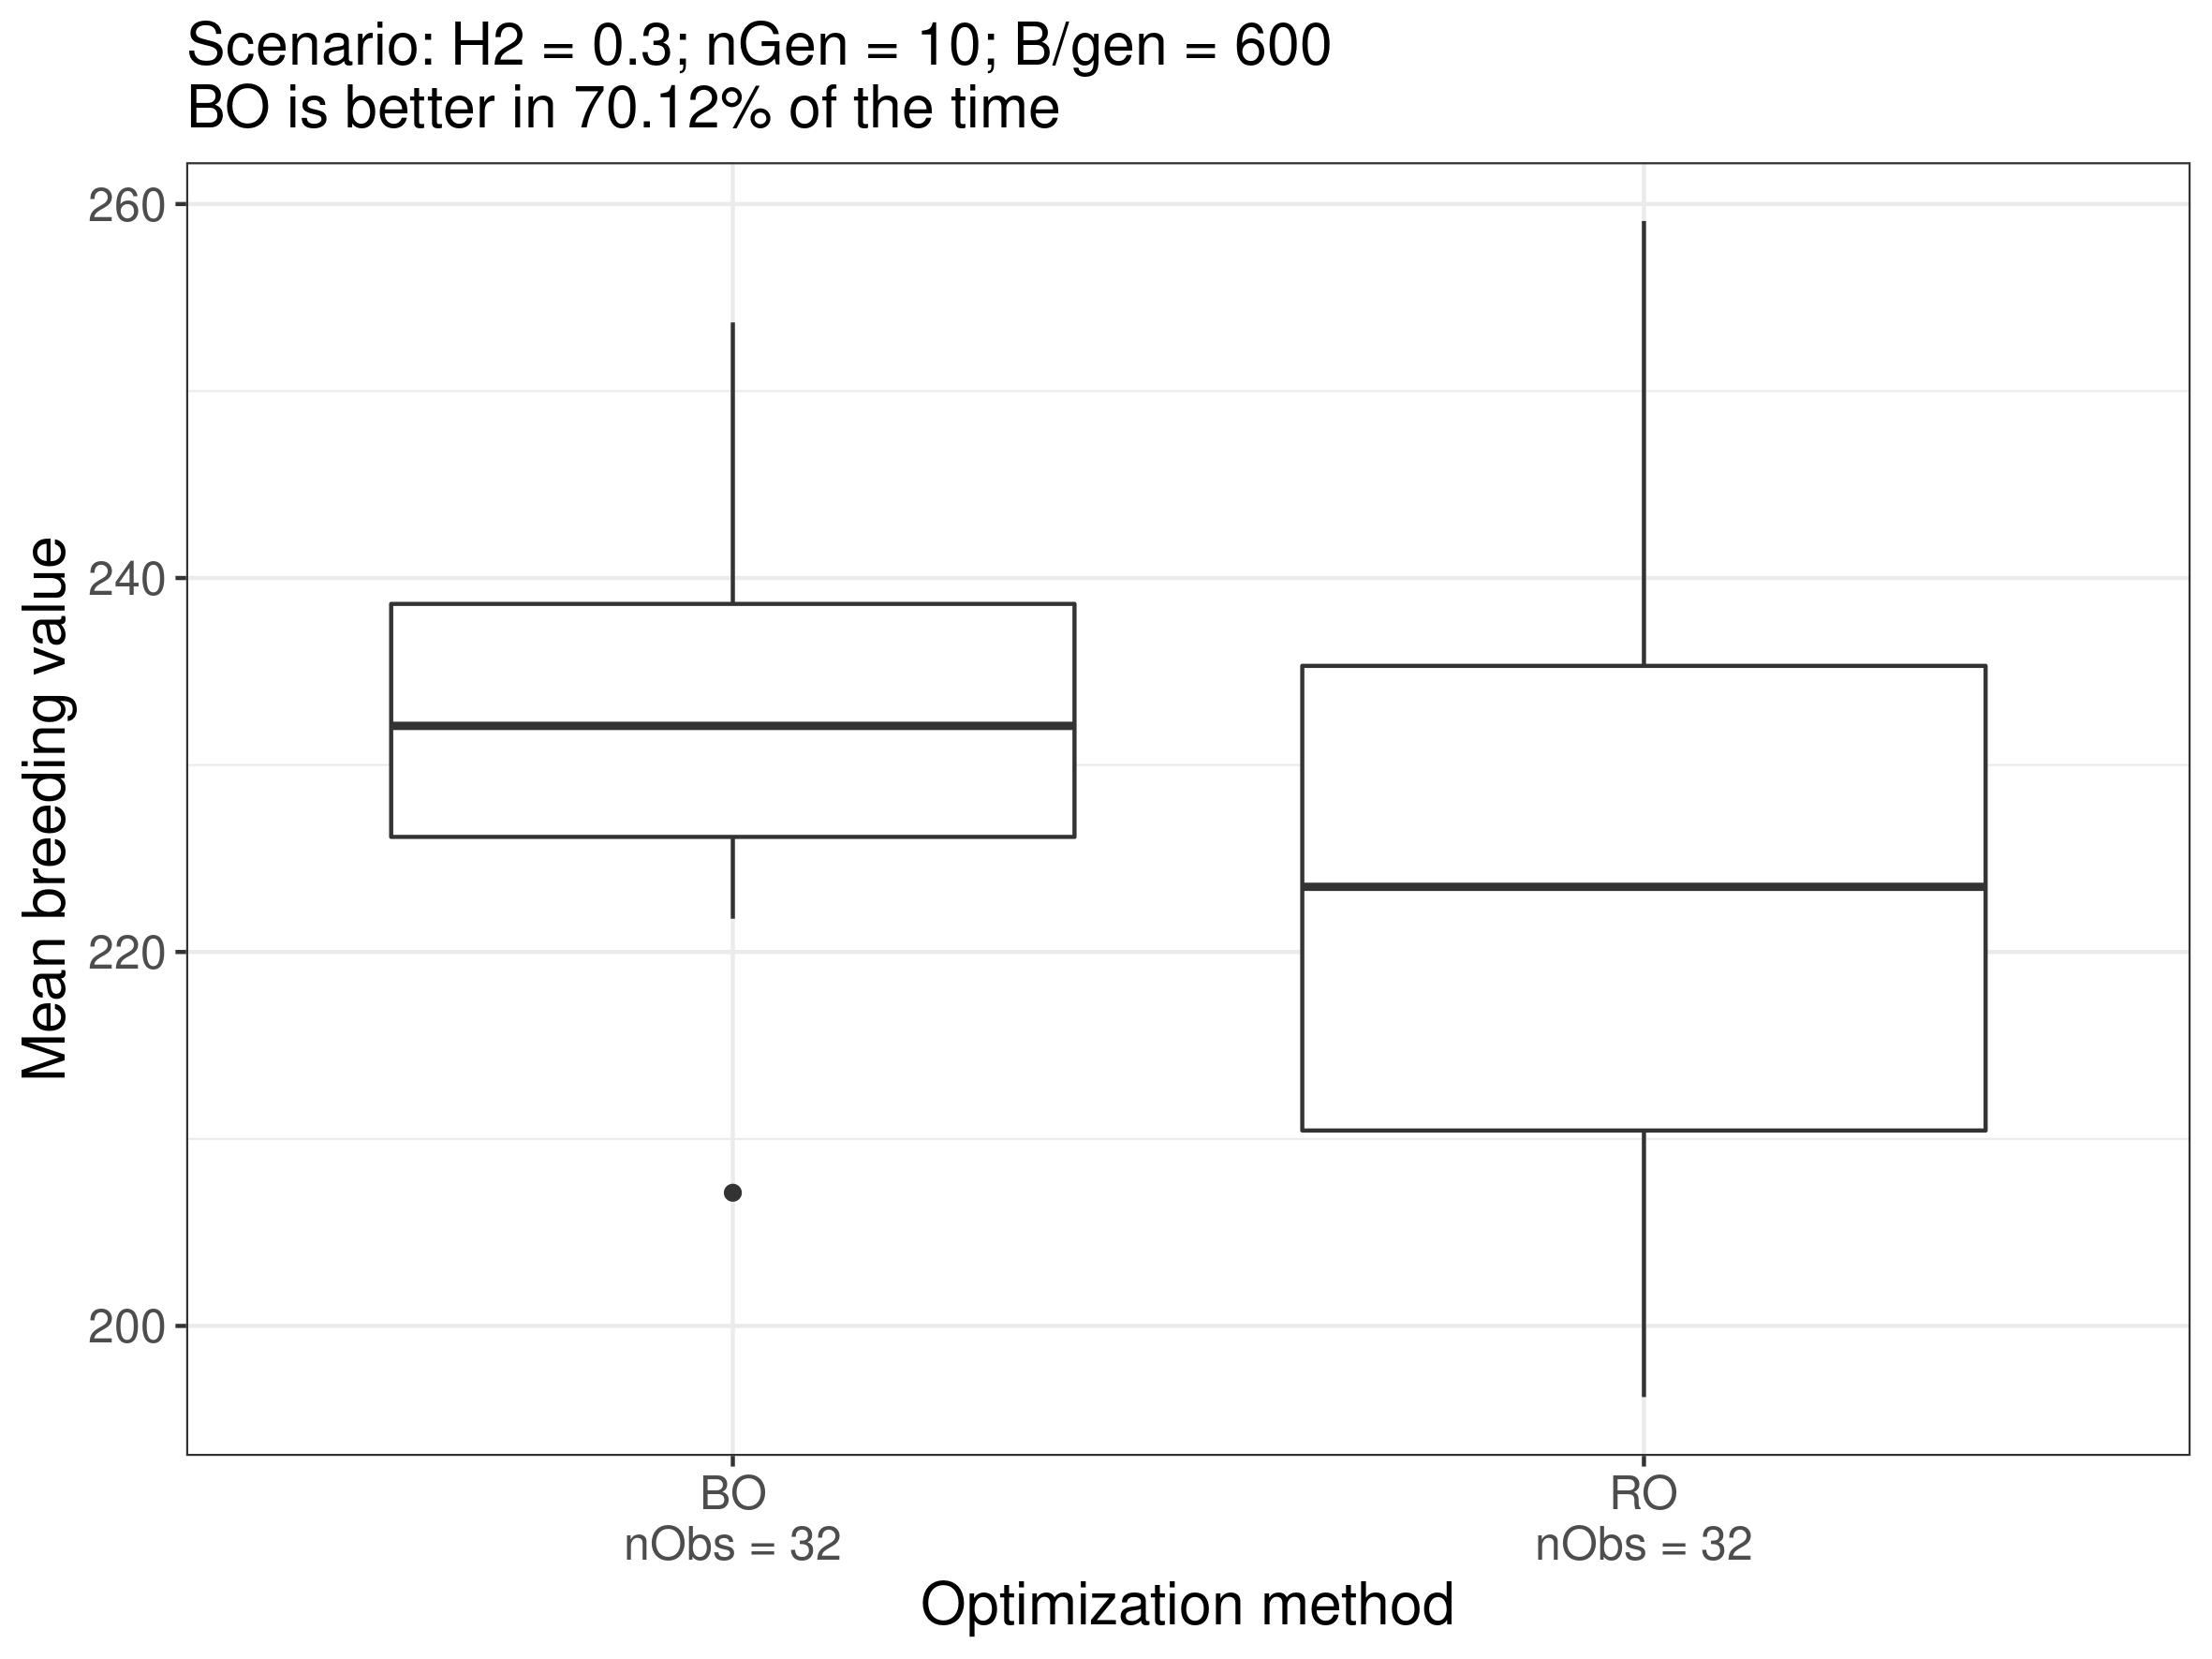 Scenario: H2 = 0.3; nGen = 10; B/gen = 600
BO is better in 70.12% of the time
260
240
220
200
Mean breeding value
BO
nObs = 32
RO
nObs = 32
Optimization method